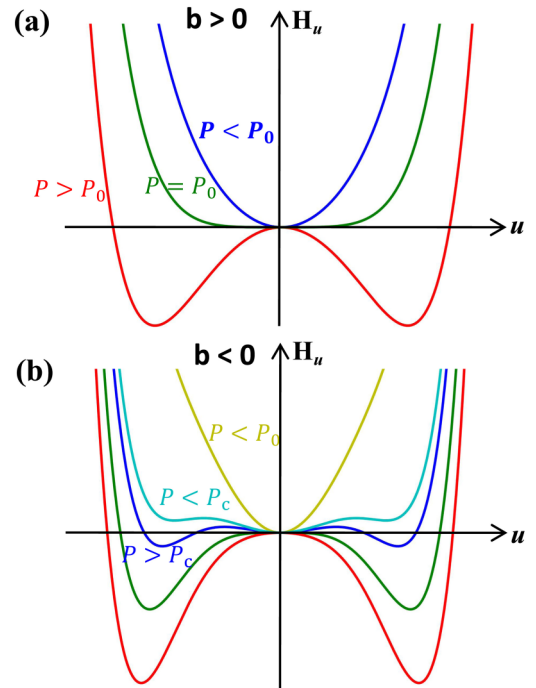 (a)
b > 0
H_u
P < P_0
P > P_0
P = P_0
u
(b)
b < 0
H_u
P < P_0
P < P_c
u
P > P_c